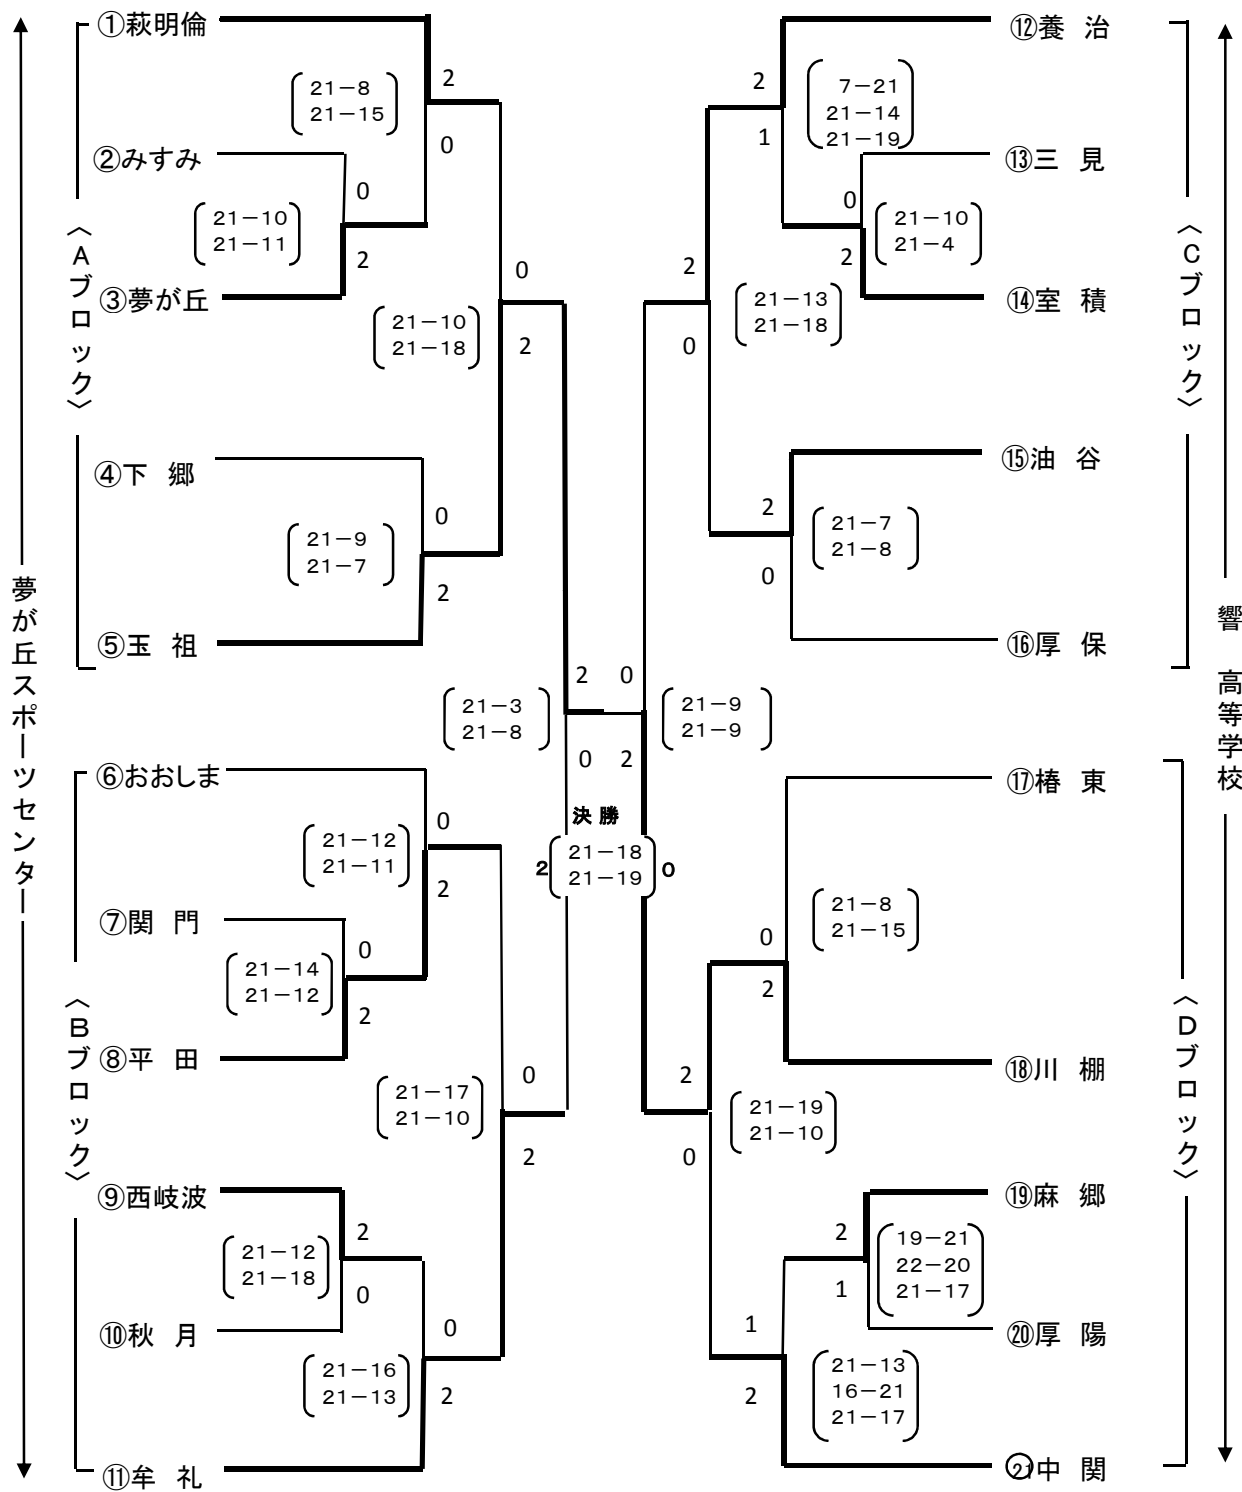 ①萩明倫
2
21－8
21－15
0
②みすみ
0
21－10
21－11
2
③夢が丘
〈Aブロック〉
0
21－10
21－18
2
④下 郷
0
21－9
21－7
2
⑤玉 祖
夢が丘スポーツセンター
2 0
21－3
21－8
0 2
⑥おおしま
0
21－12
21－11
2
⑦関 門
0
21－14
21－12
2
⑧平 田
〈Bブロック〉
0
21－17
21－10
2
⑨西岐波
2
21－12
21－18
0
⑩秋 月
0
21－16
21－13
2
⑪牟 礼
決 勝
2
21－18
21－19
0
⑫養 治
2
7－21
21－14
21－19
1
⑬三 見
0
21－10
21－4
2
⑭室 積
〈Cブロック〉
2
21－13
21－18
0
⑮油 谷
2
21－7
21－8
0
⑯厚 保
響 高等学校
21－9
21－9
⑰椿 東
0
21－8
21－15
2
⑱川 棚
〈Dブロック〉
2
21－19
21－10
0
⑲麻 郷
2
19－21
22－20
21－17
1
⑳厚 陽
1
21－13
16－21
21－17
2
㉑中 関